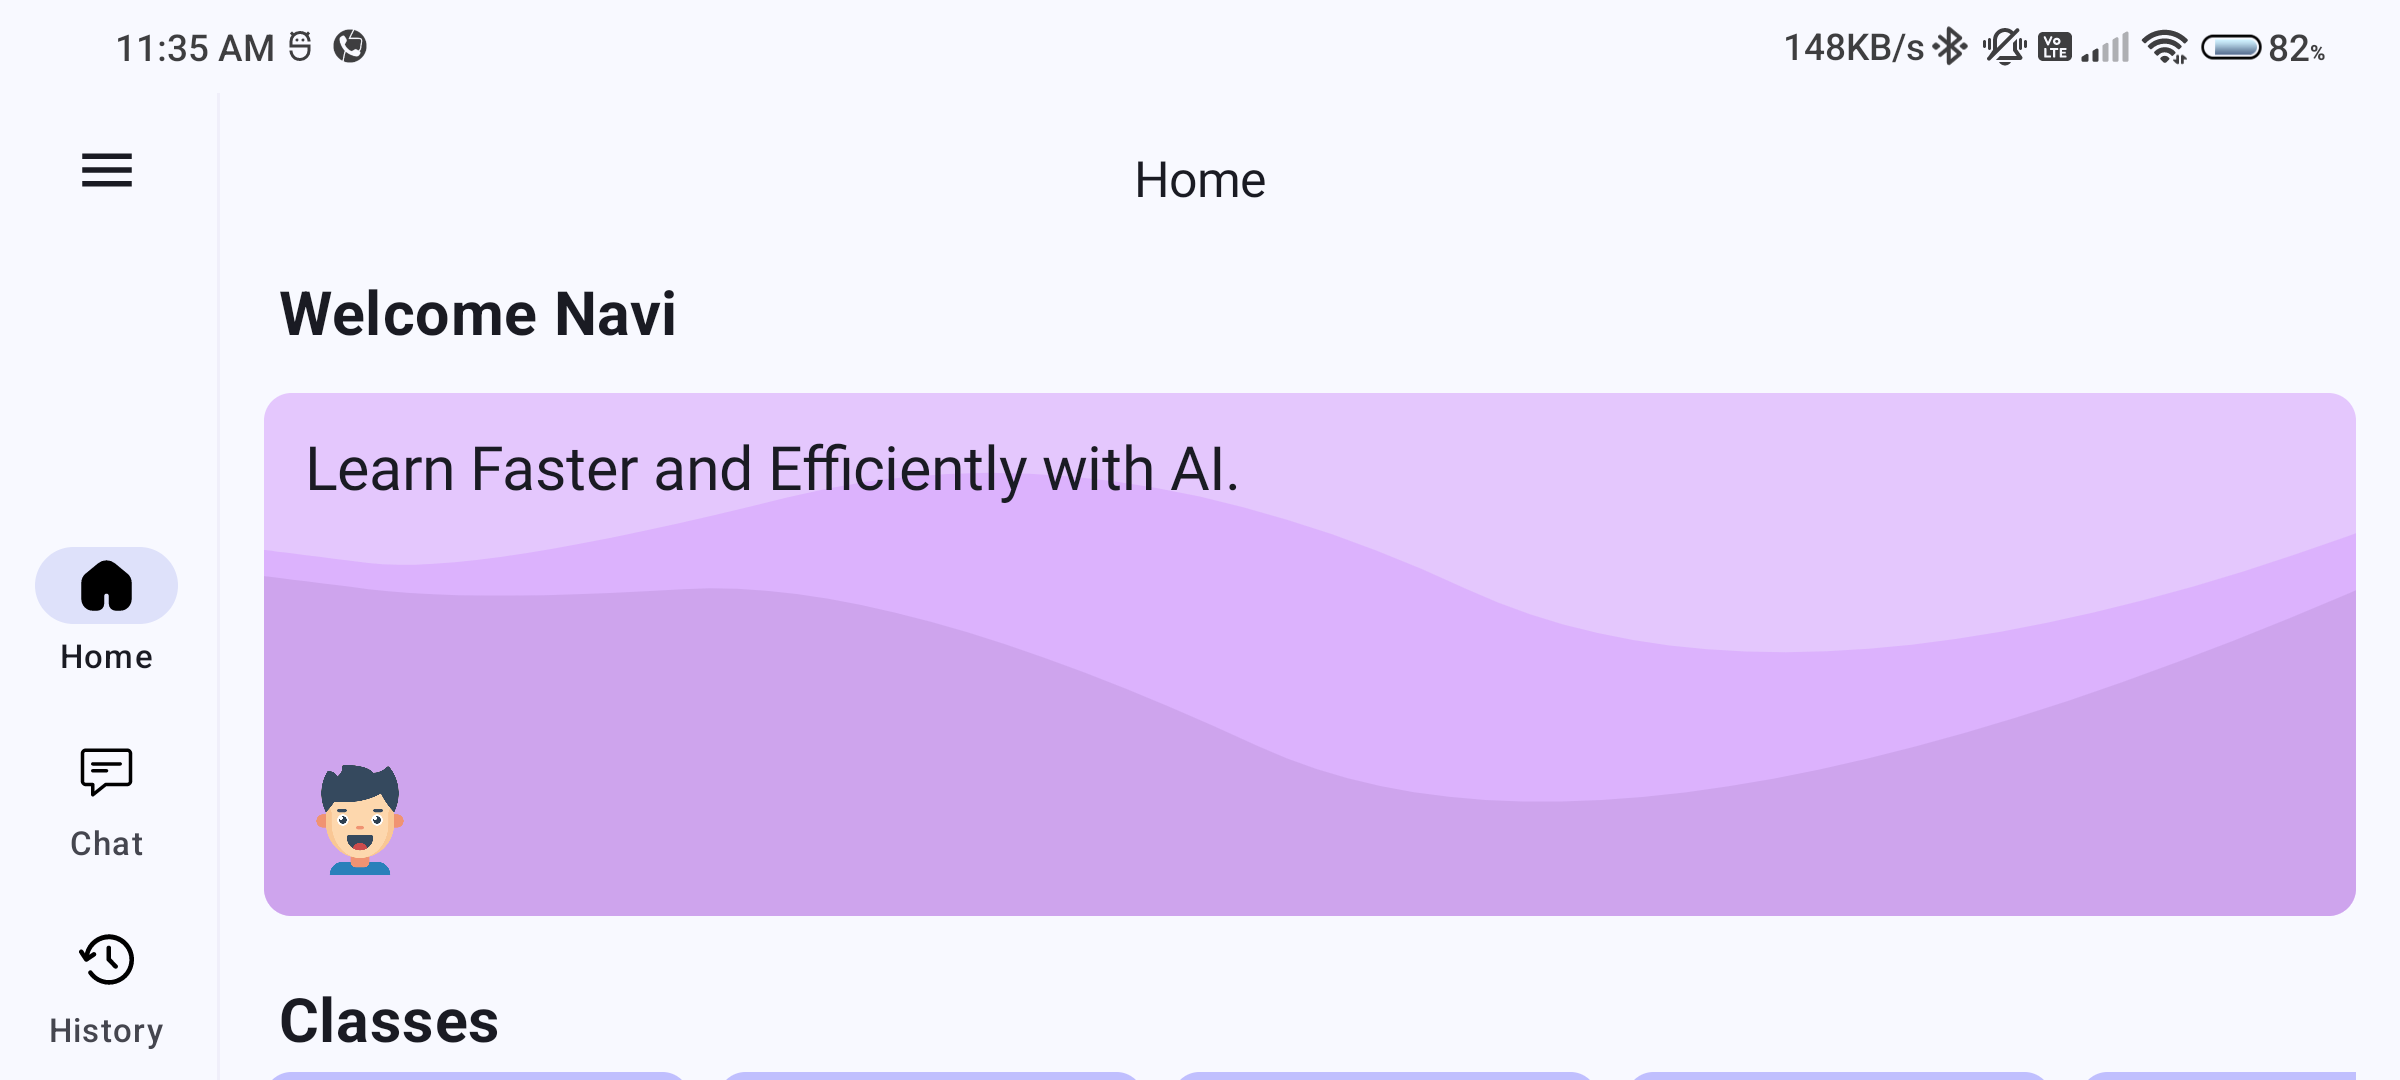 11:35 AM
148KB/s Vo LTE 82%
Home
Welcome Navi
Learn Faster and Efficiently with AI.
Home
Chat
History
Classes